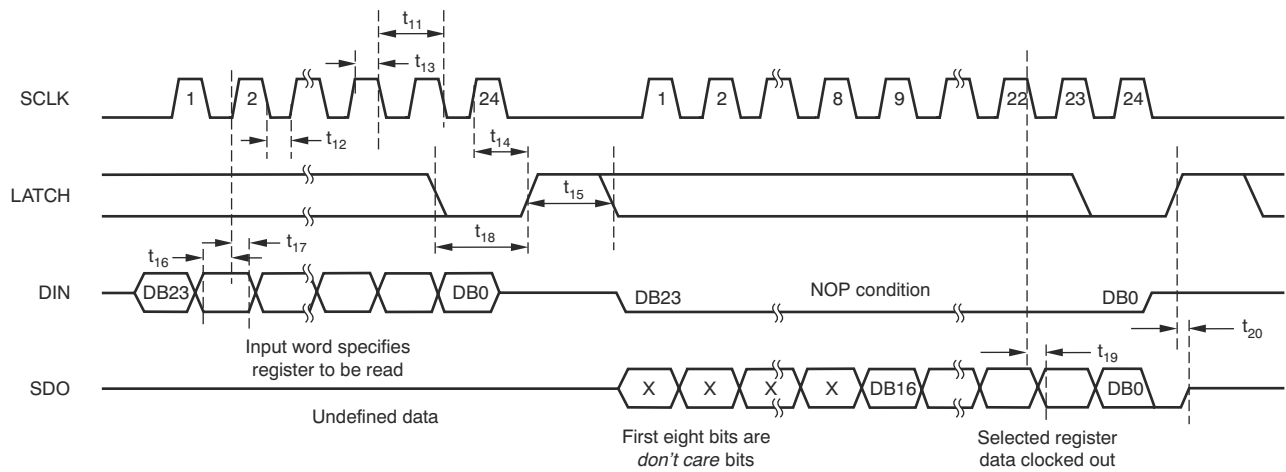 t11
t13
SCLK
1
2
24
1
2
8
9
22
23
24
t12
t14
LATCH
t15
t18
t16
t17
DIN
DB23
DB0
DB23
NOP condition
DB0
t20
Input word specifies
register to be read
t19
SDO
X
X
X
X
DB16
DB0
Undefined data
First eight bits are
don't care bits
Selected register
data clocked out